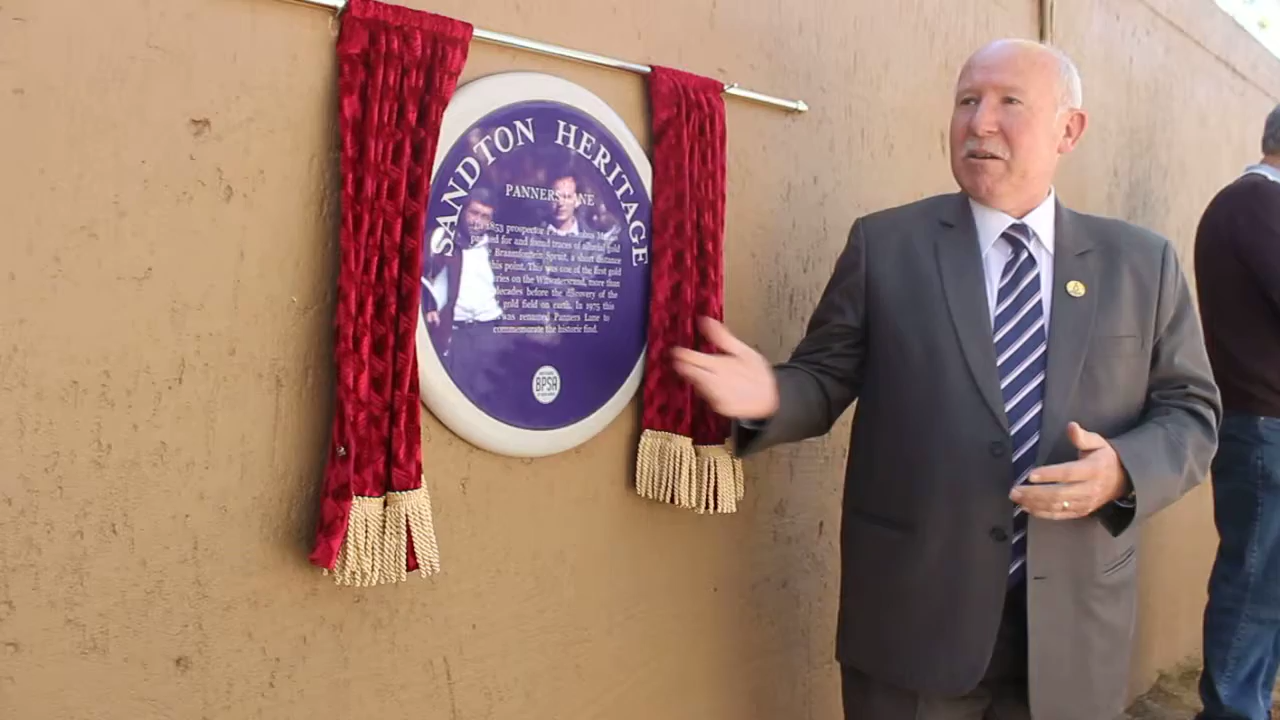 SANDTON HERITAGE
PANNERS LANE
1853 prospector
for and found traces of alluvial gold
Braamfontein Spruit, a short distance
this point. This was one of the first gold
on the Witwatersrand, more than
decades before the discovery of the
gold field on earth. In 1975 this
was renamed Panners Lane to
commemorate the historic find.
BPSA